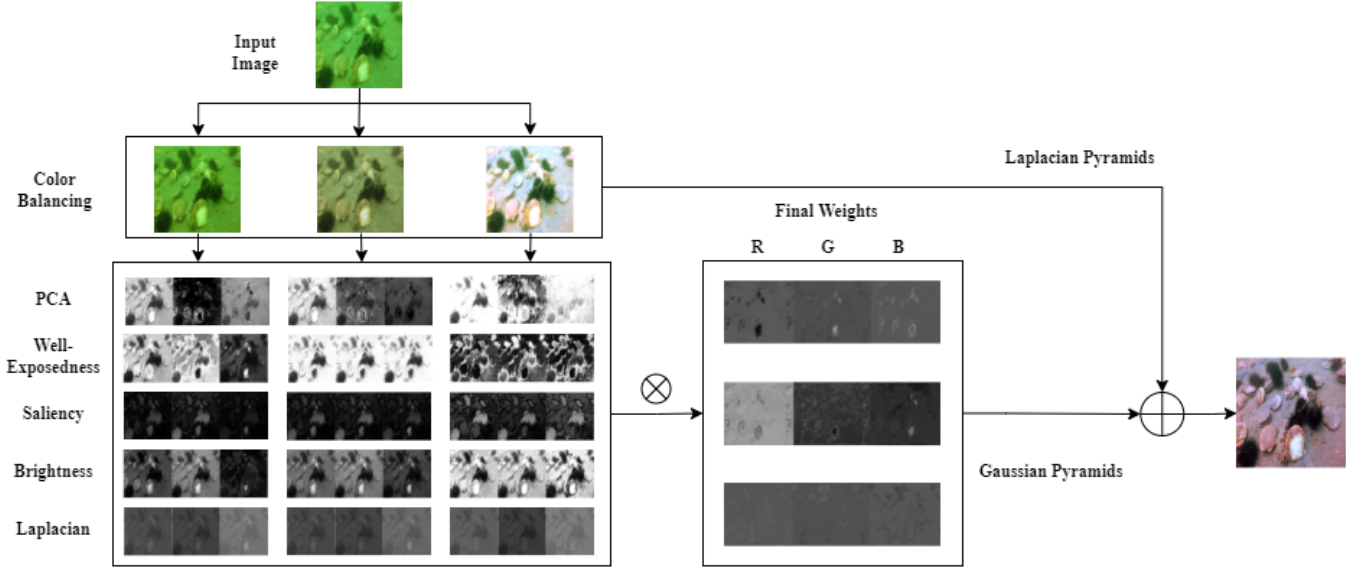 Input
Image
Color
Balancing
Laplacian Pyramids
Final Weights
R G B
PCA
Well-
Exposedness
Saliency
Brightness
Laplacian
Gaussian Pyramids